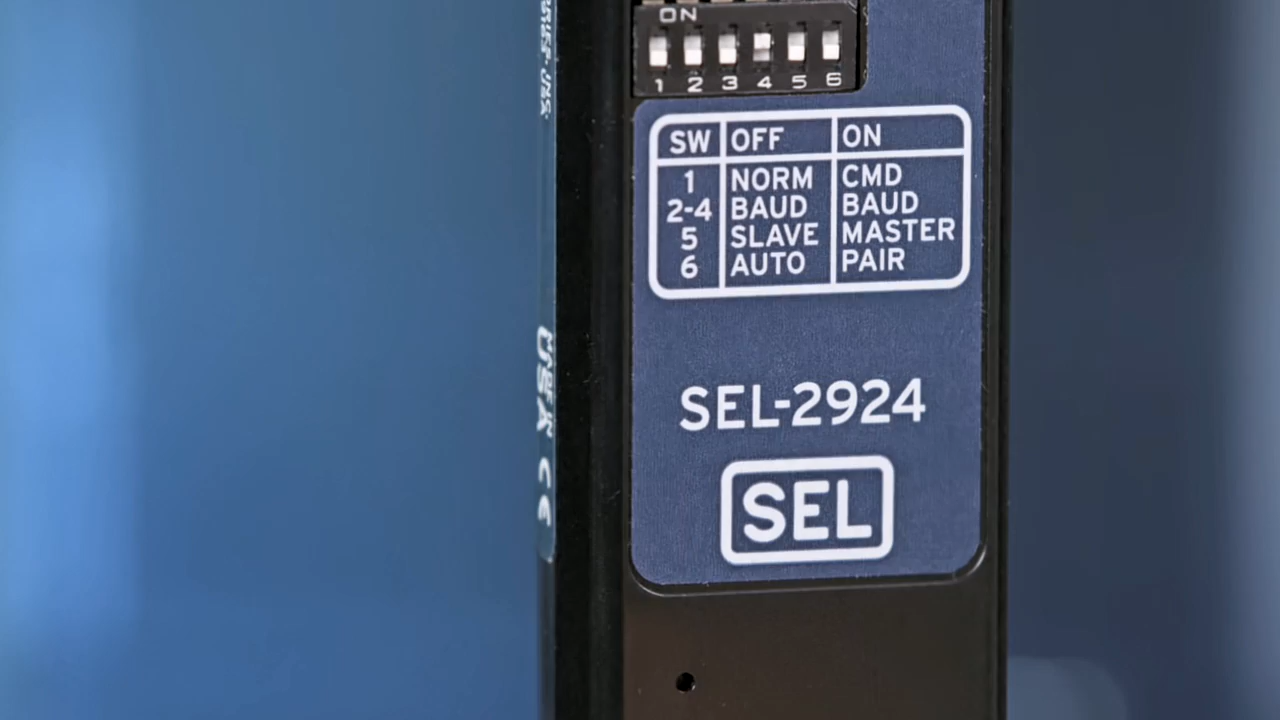 ON
1 2 3 4 5 6
SW OFF ON
1 NORM CMD
2-4 BAUD BAUD
5 SLAVE MASTER
6 AUTO PAIR
SEL-2924
SEL
CE